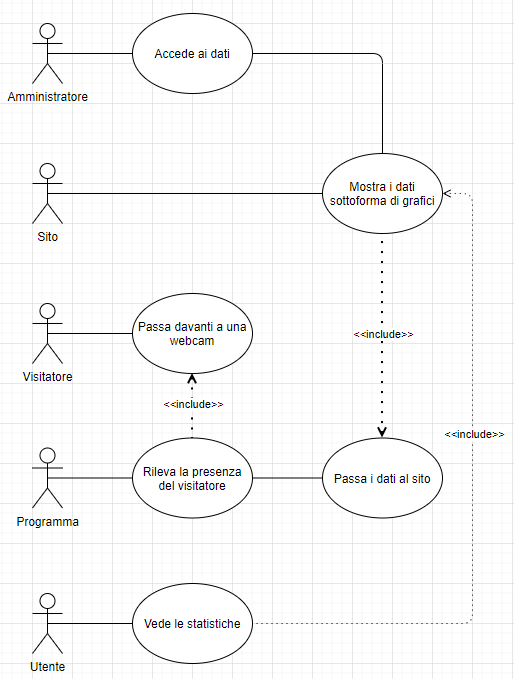 Accede ai dati
Amministratore
Mostra i dati
sottoforma di grafici
Sito
Passa davanti a una
webcam
<<include>>
Visitatore
<<include>>
<<include>>
Rileva la presenza
del visitatore
Passa i dati al sito
Programma
Vede le statistiche
Utente